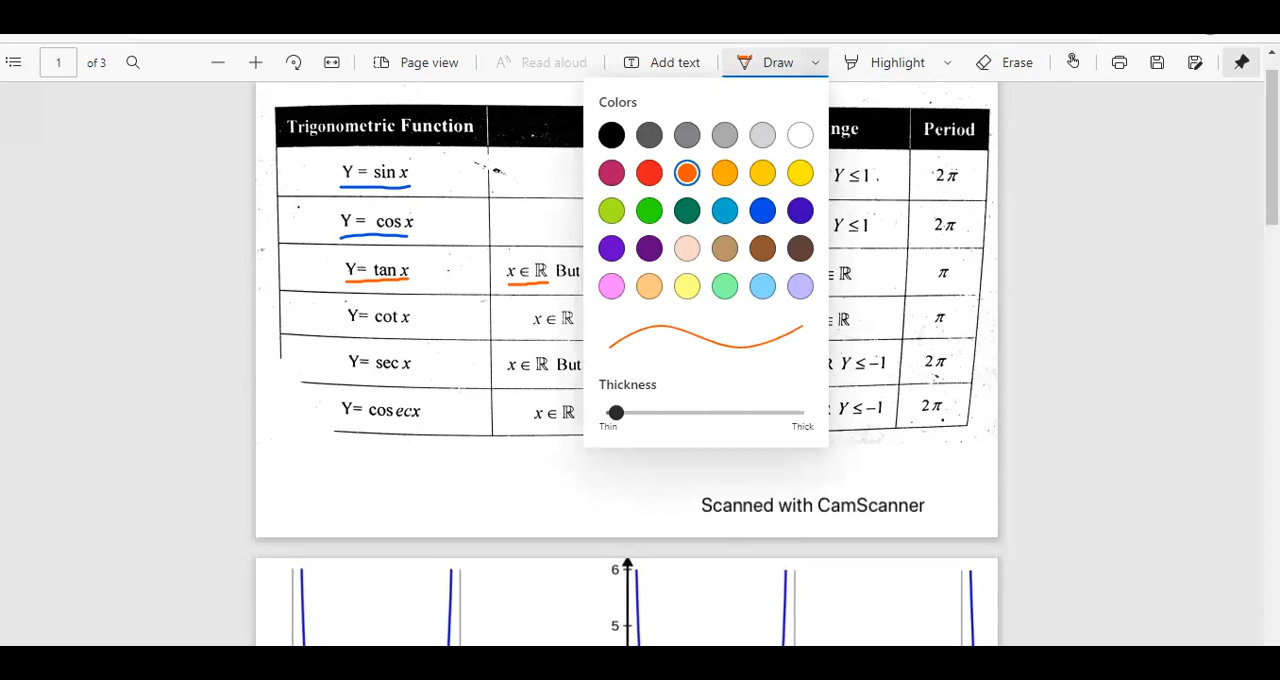 1 of 3 Page view Read aloud Add text Draw Highlight Erase
Colors
Trigonometric Function nge Period
Y = sin x Y ≤ 1 2π
Y = cos x Y ≤ 1 2π
Y= tan x x ∈ ℝ But ∈ ℝ π
Y= cot x x ∈ ℝ ℝ π
Y= sec x x ∈ ℝ But Y ≤ −1 2π
Thickness
Y= cosecx x ∈ ℝ Y ≤ −1 2π
Thin Thick
Scanned with CamScanner
6
5